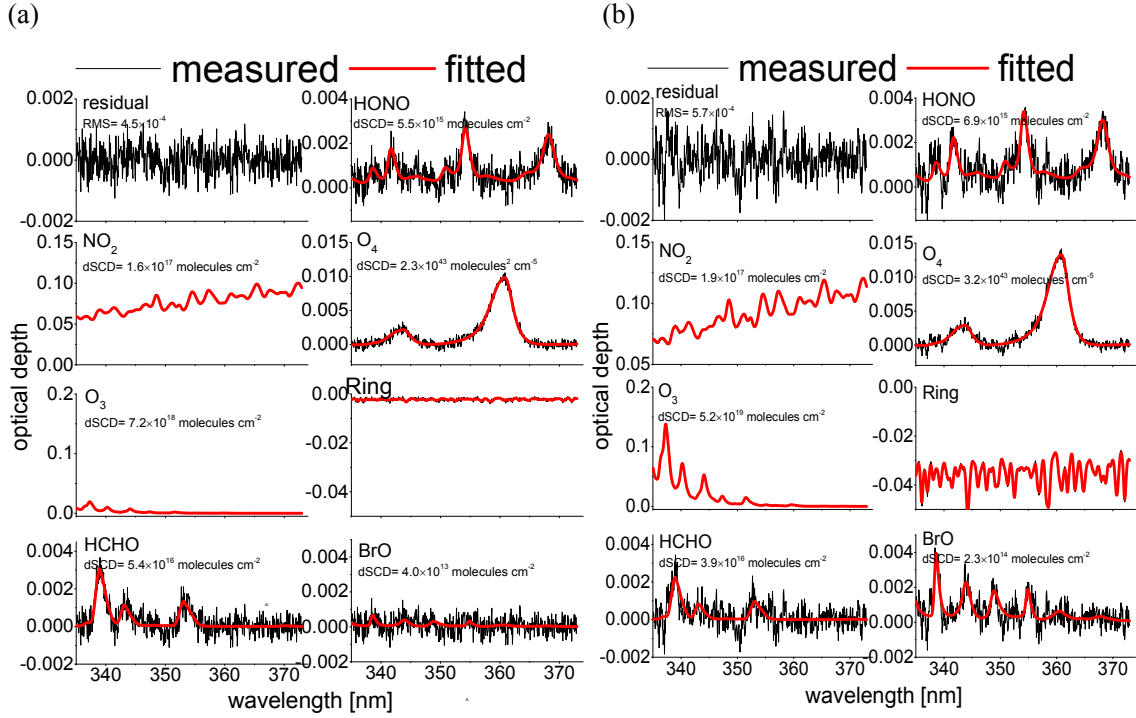 (a)
measured fitted
residual
RMS= 4.5×10⁻⁴
0.002
0.000
-0.002
HONO
dSCD= 5.5×10¹⁵ molecules cm⁻²
0.004
0.002
0.000
NO₂
dSCD= 1.6×10¹⁷ molecules cm⁻²
0.15
0.10
0.05
0.00
O₄
dSCD= 2.3×10⁴³ molecules² cm⁻⁵
0.015
0.010
0.005
0.000
O₃
dSCD= 7.2×10¹⁸ molecules cm⁻²
0.2
0.1
0.0
Ring
0.00
-0.02
-0.04
HCHO
dSCD= 5.4×10¹⁶ molecules cm⁻²
0.004
0.002
0.000
-0.002
BrO
dSCD= 4.0×10¹³ molecules cm⁻²
0.004
0.002
0.000
-0.002
optical depth
340 350 360 370 340 350 360 370
wavelength [nm]
(b)
measured fitted
residual
RMS= 5.7×10⁻⁴
0.002
0.000
-0.002
HONO
dSCD= 6.9×10¹⁵ molecules cm⁻²
0.004
0.002
0.000
NO₂
dSCD= 1.9×10¹⁷ molecules cm⁻²
0.15
0.10
0.05
O₄
dSCD= 3.2×10⁴³ molecules² cm⁻⁵
0.015
0.010
0.005
0.000
O₃
dSCD= 5.2×10¹⁹ molecules cm⁻²
0.2
0.1
0.0
Ring
0.00
-0.02
-0.04
HCHO
dSCD= 3.9×10¹⁶ molecules cm⁻²
0.004
0.002
0.000
-0.002
BrO
dSCD= 2.3×10¹⁴ molecules cm⁻²
0.004
0.002
0.000
-0.002
optical depth
340 350 360 370 340 350 360 370
wavelength [nm]